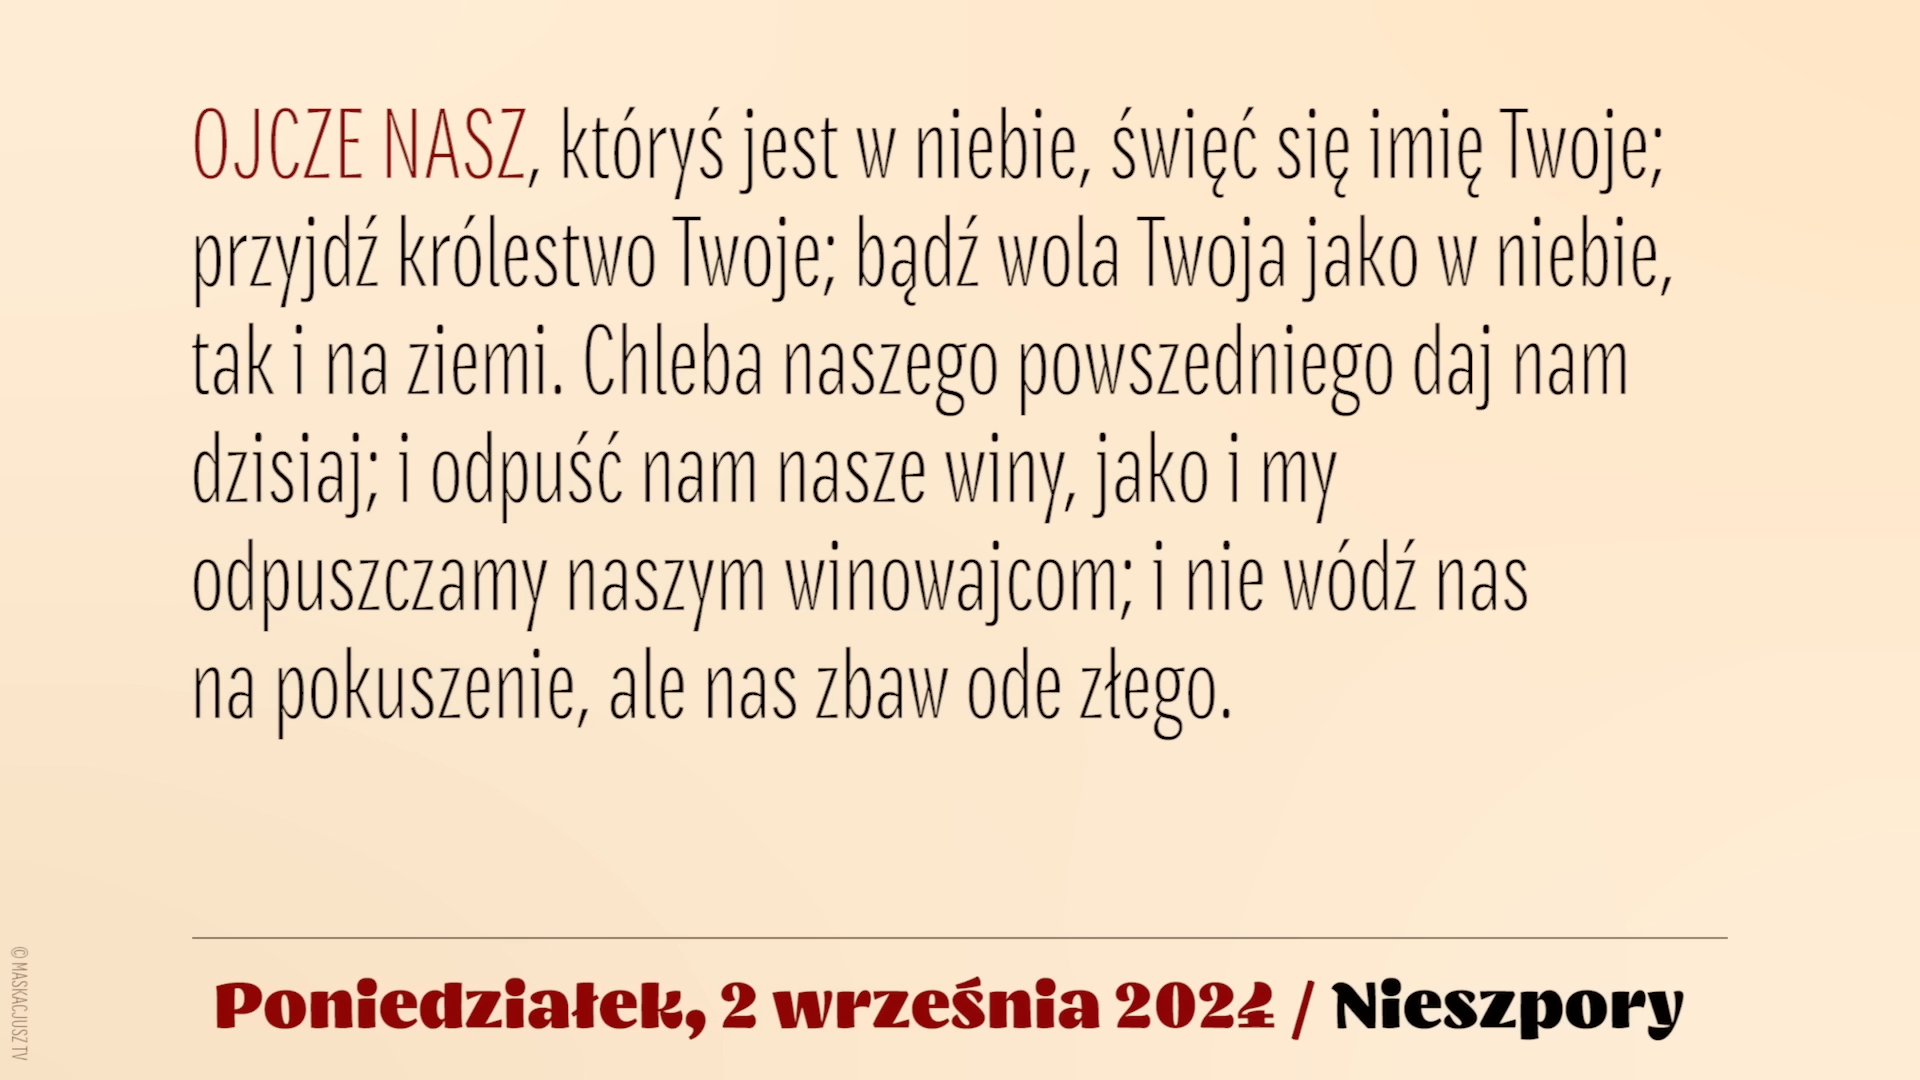 OJCZE NASZ, któryś jest w niebie, święć się imię Twoje;
przyjdź królestwo Twoje; bądź wola Twoja jako w niebie,
tak i na ziemi. Chleba naszego powszedniego daj nam
dzisiaj; i odpuść nam nasze winy, jako i my
odpuszczamy naszym winowajcom; i nie wódź nas
na pokuszenie, ale nas zbaw ode złego.
Poniedziałek, 2 września 2024 / Nieszpory
© MASKACJUSZ TV